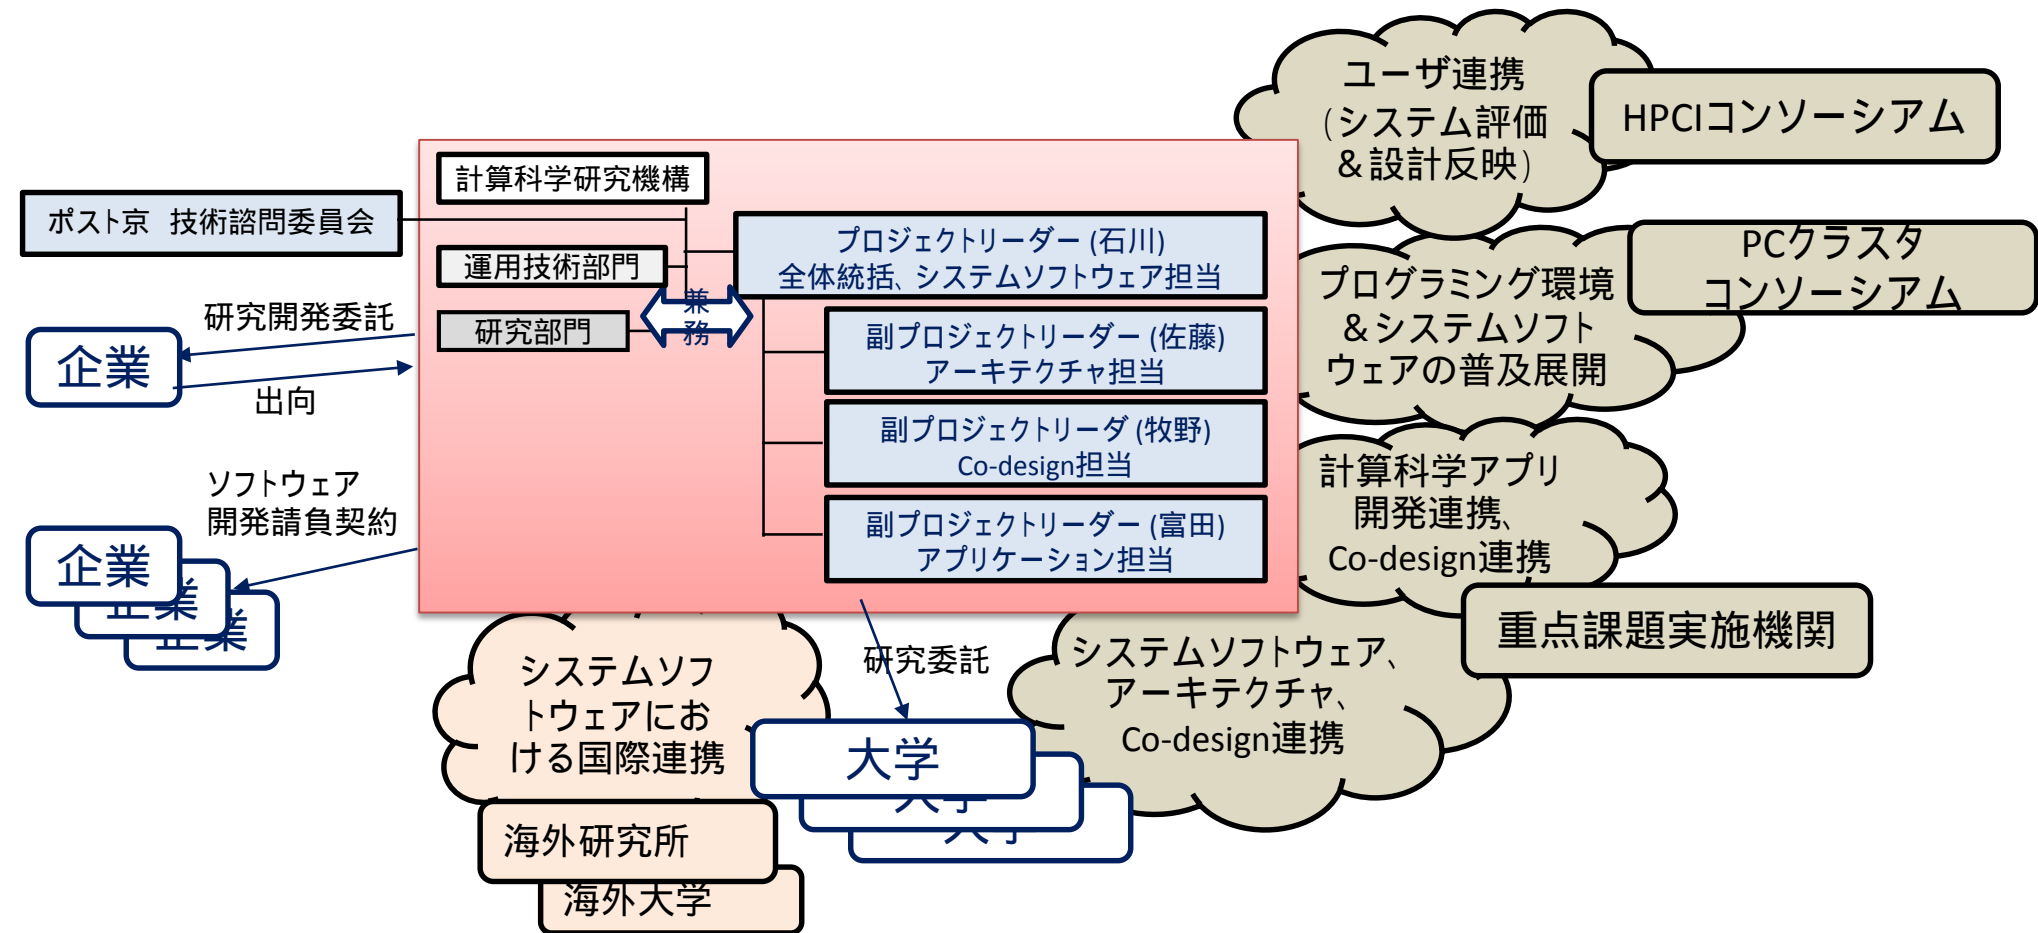 ユーザ連携
(システム評価
&設計反映)
HPCIコンソーシアム
計算科学研究機構
ポスト京 技術諮問委員会
プロジェクトリーダー (石川)
全体統括、システムソフトウェア担当
運用技術部門
兼
務
研究部門
PCクラスタ
コンソーシアム
プログラミング環境
&システムソフト
ウェアの普及展開
研究開発委託
企業
出向
副プロジェクトリーダー (佐藤)
アーキテクチャ担当
副プロジェクトリーダ (牧野)
Co-design担当
副プロジェクトリーダー (富田)
アプリケーション担当
計算科学アプリ
開発連携、
Co-design連携
重点課題実施機関
ソフトウェア
開発請負契約
企業
企業
企業
システムソフ
トウェアにお
ける国際連携
研究委託
システムソフトウェア、
アーキテクチャ、
Co-design連携
大学
大学
大学
海外研究所
海外大学